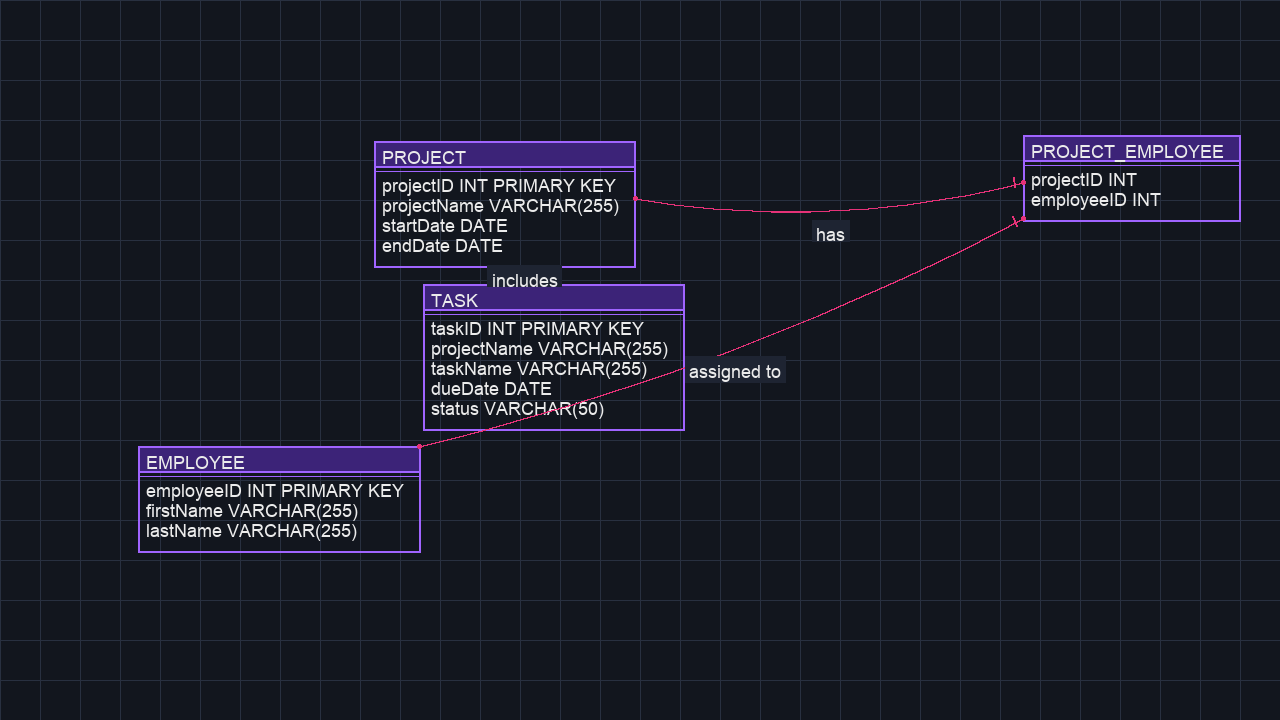 PROJECT
projectID INT PRIMARY KEY
projectName VARCHAR(255)
startDate DATE
endDate DATE
PROJECT_EMPLOYEE
projectID INT
employeeID INT
has
includes
TASK
taskID INT PRIMARY KEY
projectName VARCHAR(255)
taskName VARCHAR(255)
dueDate DATE
status VARCHAR(50)
assigned to
EMPLOYEE
employeeID INT PRIMARY KEY
firstName VARCHAR(255)
lastName VARCHAR(255)